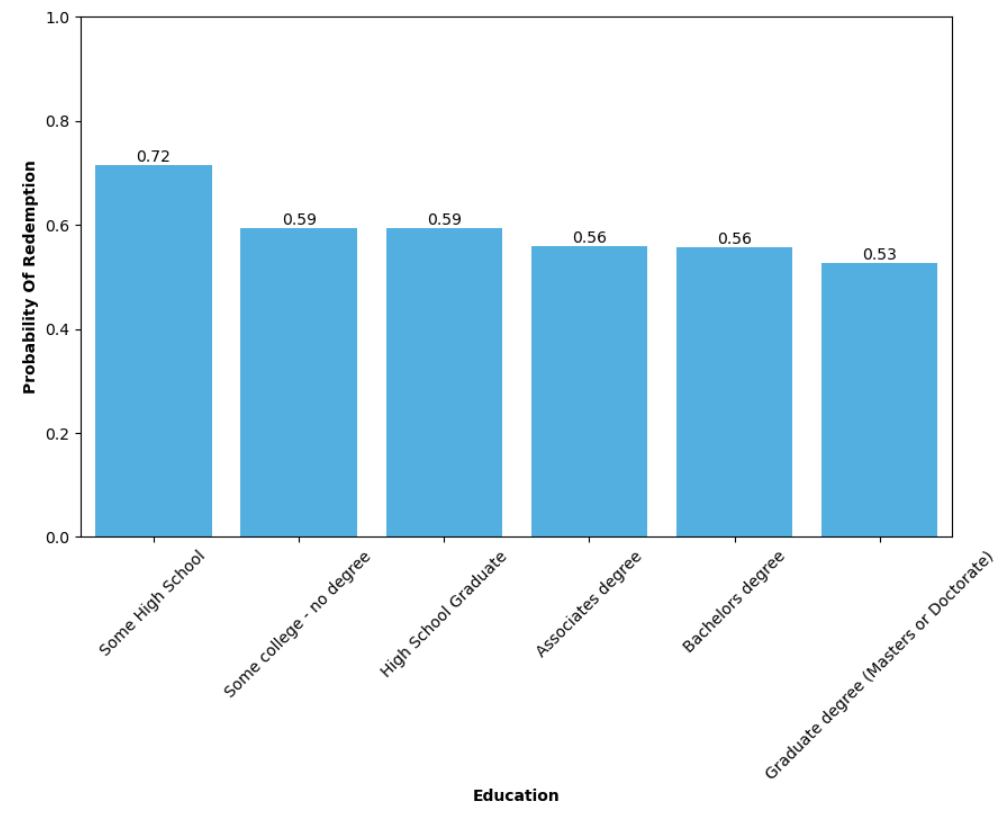 1.0
0.8
0.6
0.4
0.2
0.0
Probability Of Redemption
0.72
0.59
0.59
0.56
0.56
0.53
Some High School
Some college - no degree
High School Graduate
Associates degree
Bachelors degree
Graduate degree (Masters or Doctorate)
Education